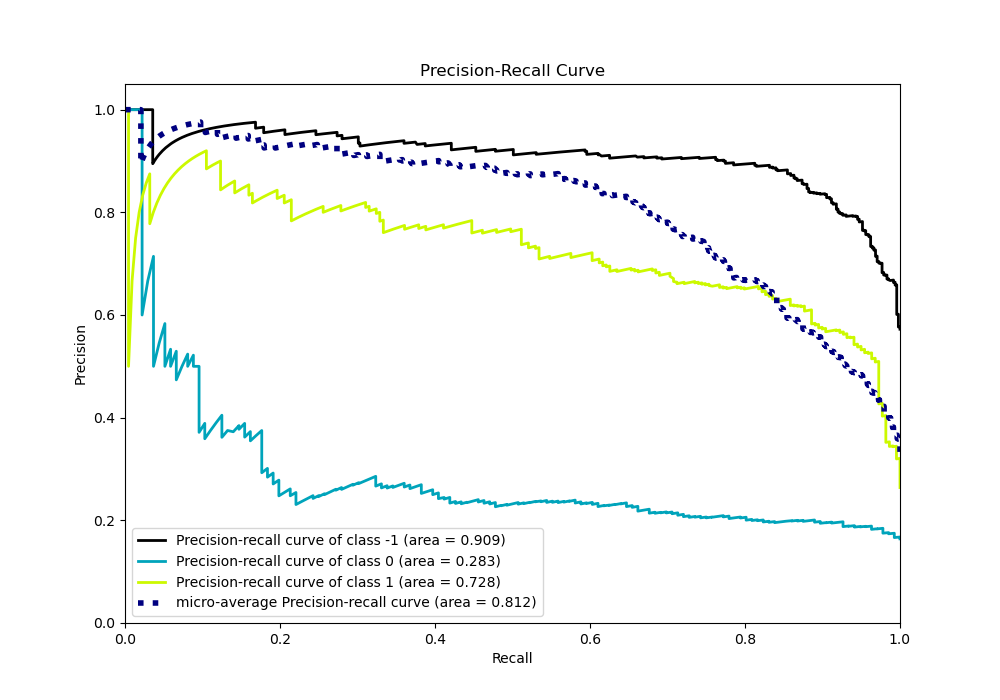 Precision-Recall Curve
1.0
0.8
0.6
0.4
0.2
0.0
Precision
Precision-recall curve of class -1 (area = 0.909)
Precision-recall curve of class 0 (area = 0.283)
Precision-recall curve of class 1 (area = 0.728)
micro-average Precision-recall curve (area = 0.812)
0.0 0.2 0.4 0.6 0.8 1.0
Recall